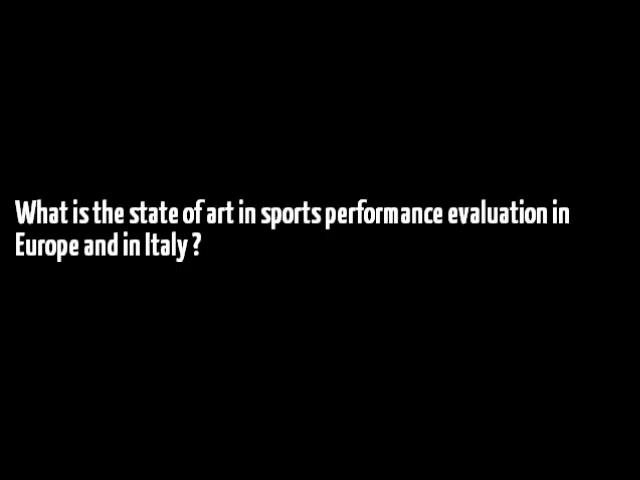 What is the state of art in sports performance evaluation in
Europe and in Italy ?